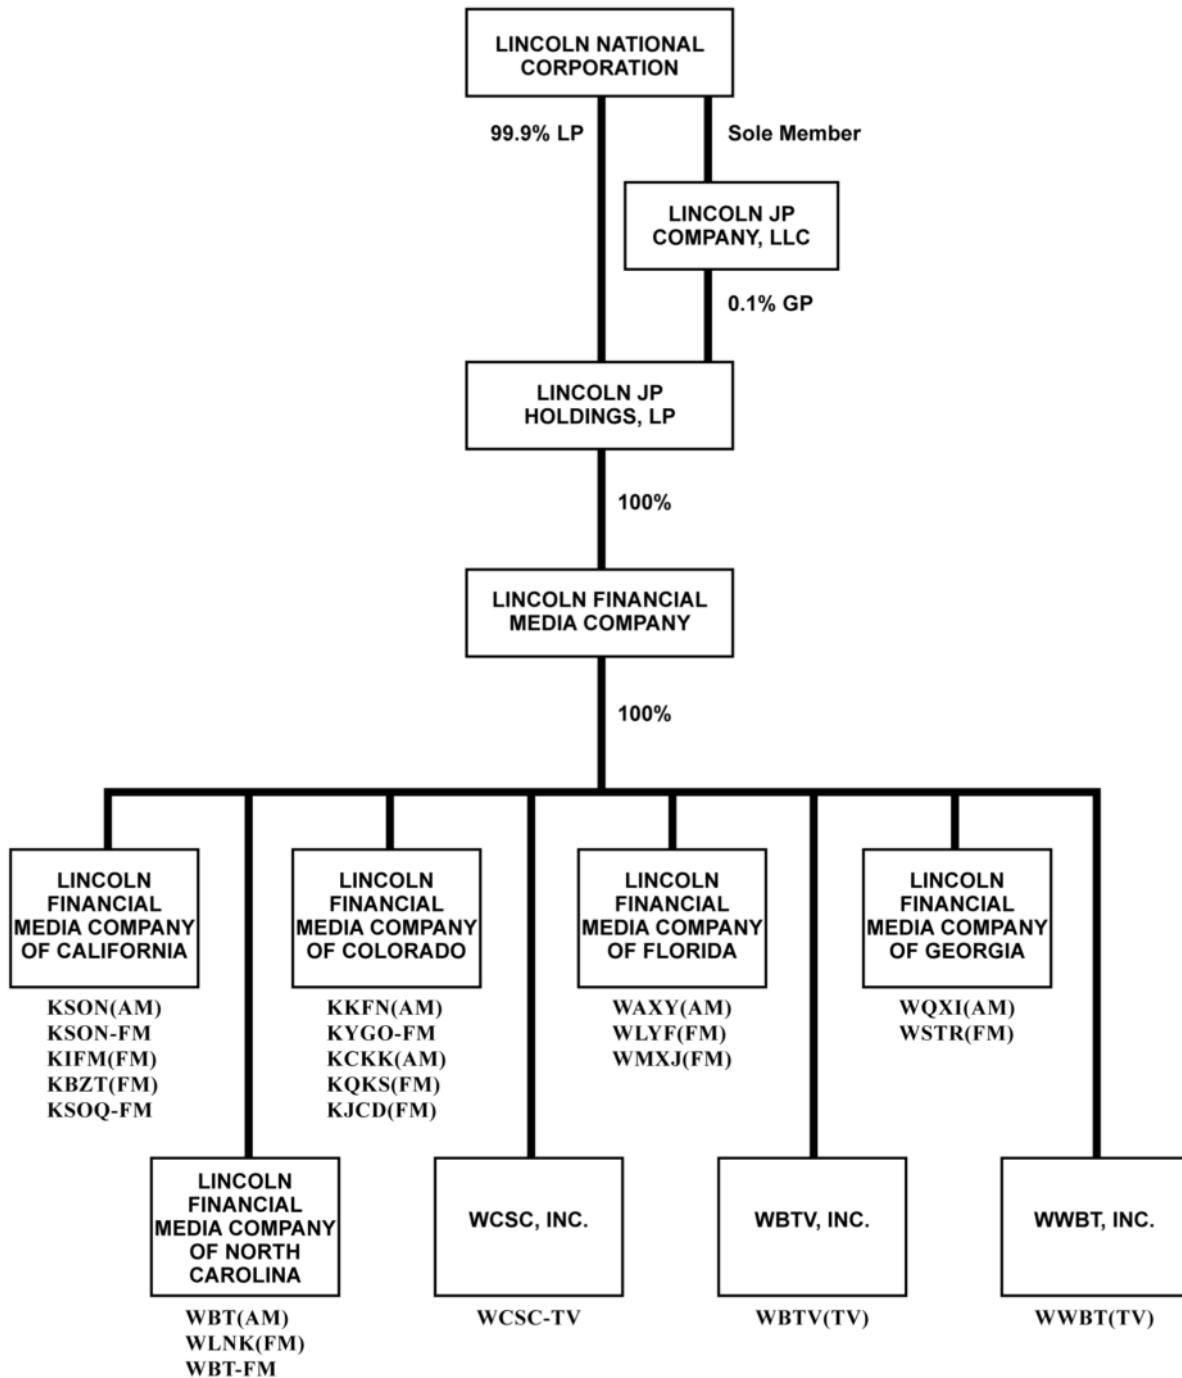 LINCOLN NATIONAL
CORPORATION
99.9% LP
Sole Member
LINCOLN JP
COMPANY, LLC
0.1% GP
LINCOLN JP
HOLDINGS, LP
100%
LINCOLN FINANCIAL
MEDIA COMPANY
100%
LINCOLN
FINANCIAL
MEDIA COMPANY
OF CALIFORNIA
KSON(AM)
KSON-FM
KIFM(FM)
KBZT(FM)
KSOQ-FM
LINCOLN
FINANCIAL
MEDIA COMPANY
OF COLORADO
KKFN(AM)
KYGO-FM
KCKK(AM)
KQKS(FM)
KJCD(FM)
LINCOLN
FINANCIAL
MEDIA COMPANY
OF FLORIDA
WAXY(AM)
WLYF(FM)
WMXJ(FM)
LINCOLN
FINANCIAL
MEDIA COMPANY
OF GEORGIA
WQXI(AM)
WSTR(FM)
LINCOLN
FINANCIAL
MEDIA COMPANY
OF NORTH
CAROLINA
WBT(AM)
WLNK(FM)
WBT-FM
WCSC, INC.
WCSC-TV
WBTV, INC.
WBTV(TV)
WWBT, INC.
WWBT(TV)